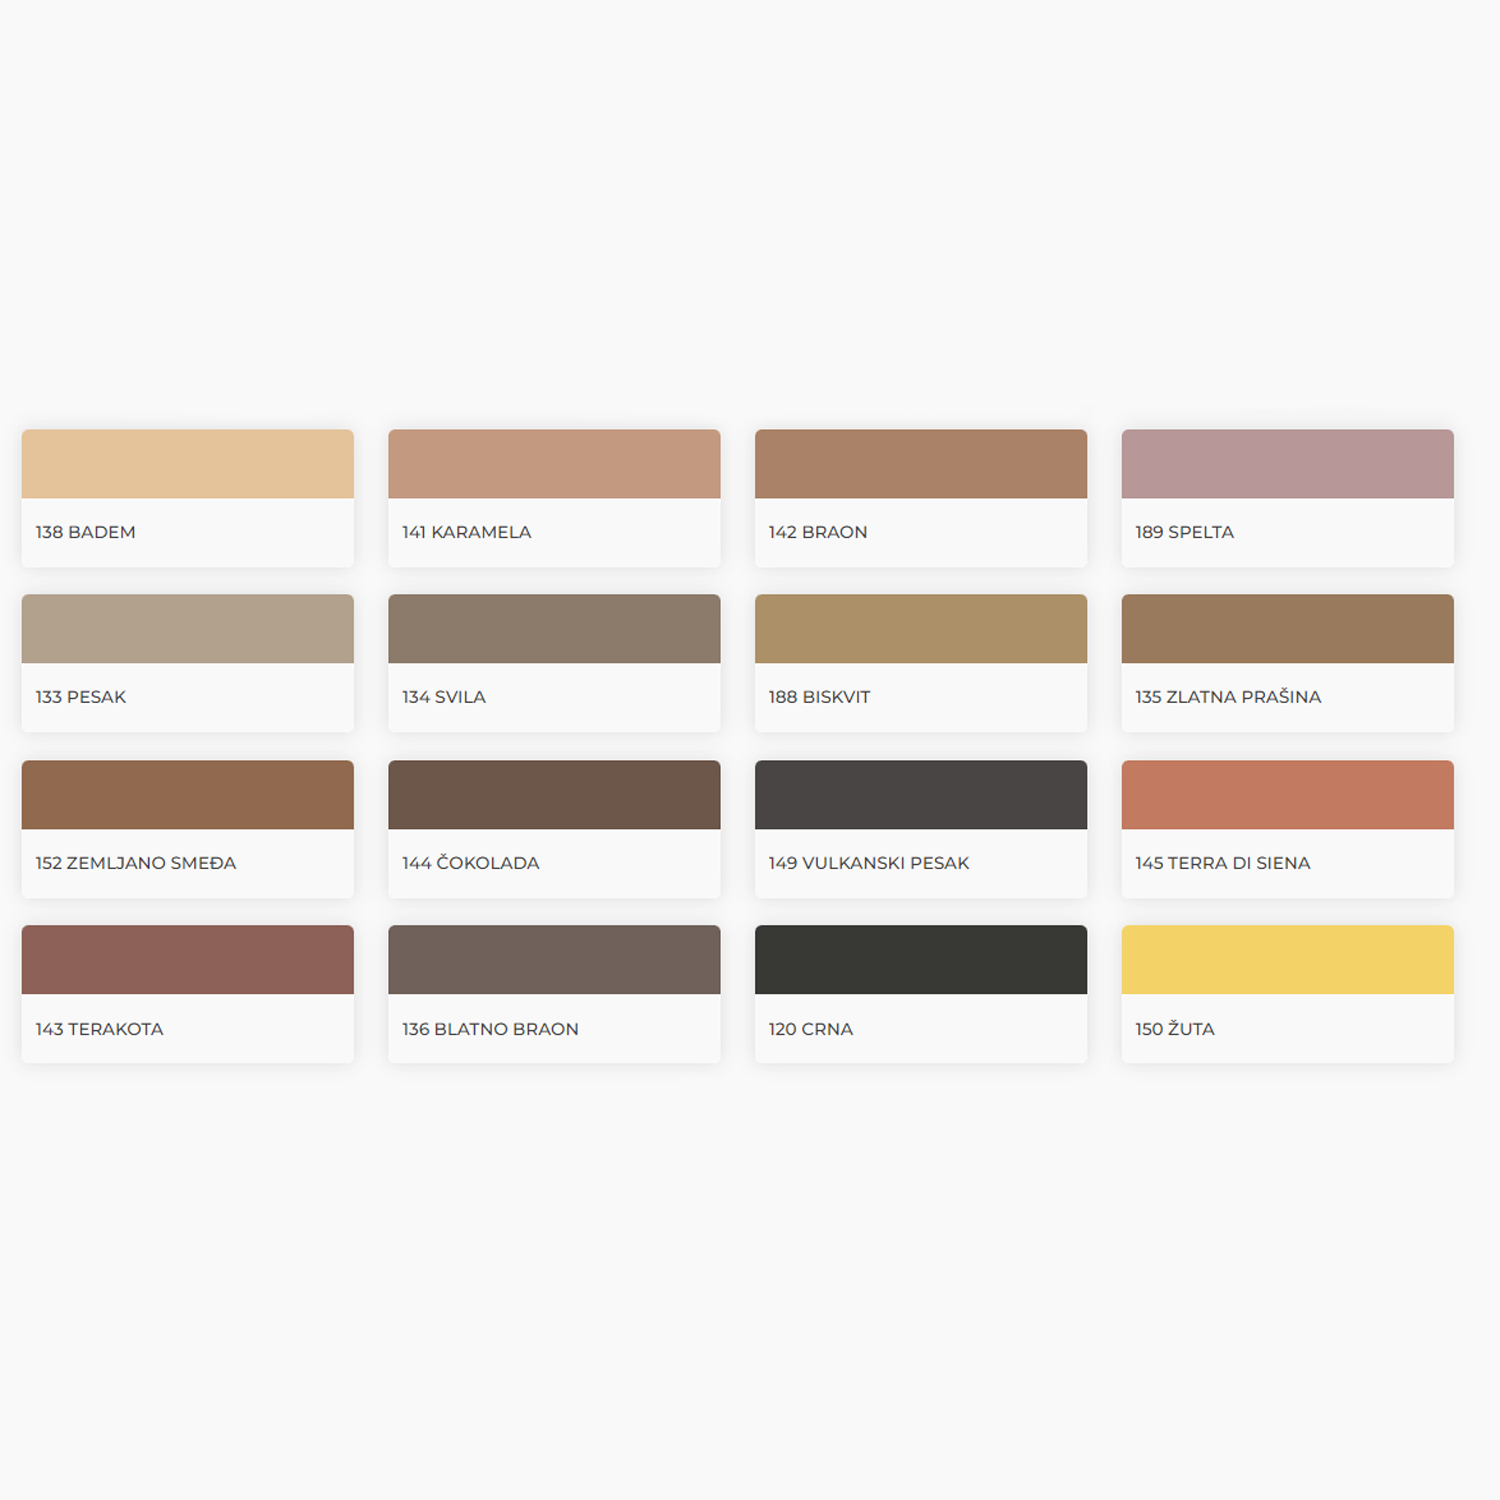 138 BADEM
141 KARAMELA
142 BRAON
189 SPELTA
133 PESAK
134 SVILA
188 BISKVIT
135 ZLATNA PRAŠINA
152 ZEMLJANO SMEĐA
144 ČOKOLADA
149 VULKANSKI PESAK
145 TERRA DI SIENA
143 TERAKOTA
136 BLATNO BRAON
120 CRNA
150 ŽUTA